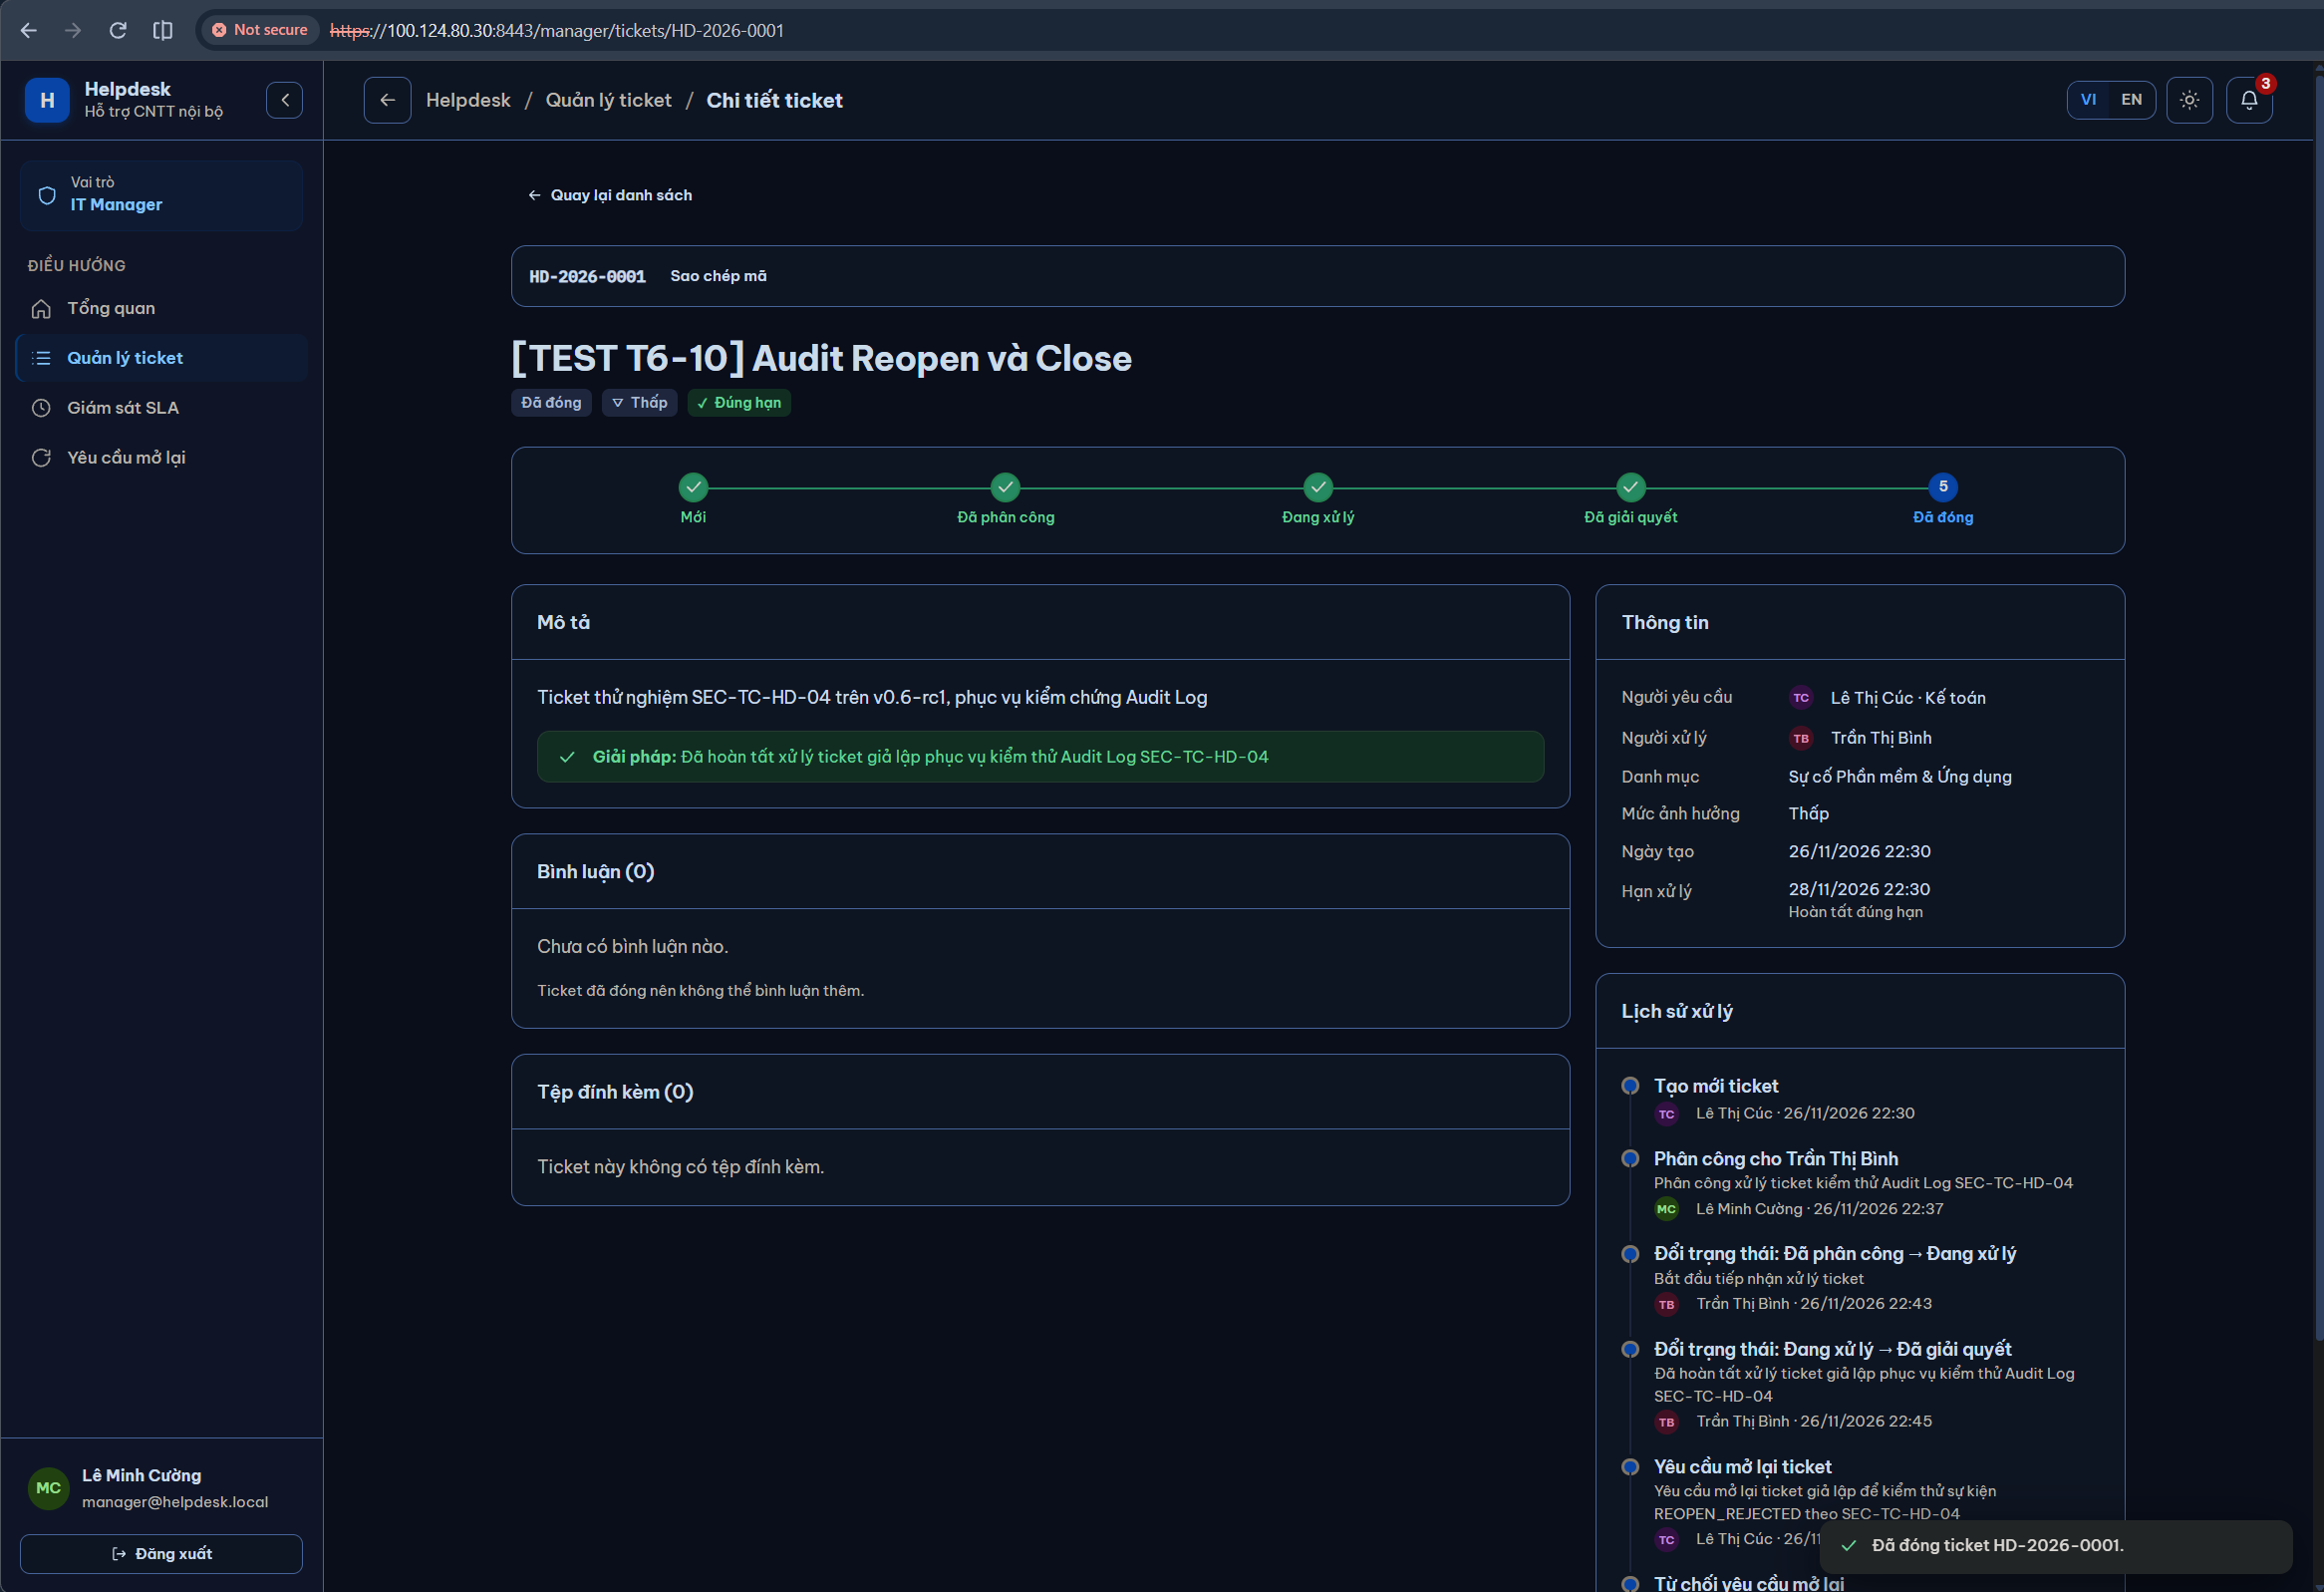 Not secure https://100.124.80.30:8443/manager/tickets/HD-2026-0001
H
Helpdesk
Hỗ trợ CNTT nội bộ
Helpdesk / Quản lý ticket / Chi tiết ticket
VI EN
3
Vai trò
IT Manager
ĐIỀU HƯỚNG
Tổng quan
Quản lý ticket
Giám sát SLA
Yêu cầu mở lại
Lê Minh Cường
MC
manager@helpdesk.local
Đăng xuất
Quay lại danh sách
HD-2026-0001 Sao chép mã
[TEST T6-10] Audit Reopen và Close
Đã đóng Thấp Đúng hạn
5
Mới Đã phân công Đang xử lý Đã giải quyết Đã đóng
Mô tả
Ticket thử nghiệm SEC-TC-HD-04 trên v0.6-rc1, phục vụ kiểm chứng Audit Log
Giải pháp: Đã hoàn tất xử lý ticket giả lập phục vụ kiểm thử Audit Log SEC-TC-HD-04
Bình luận (0)
Chưa có bình luận nào.
Ticket đã đóng nên không thể bình luận thêm.
Tệp đính kèm (0)
Ticket này không có tệp đính kèm.
Thông tin
Người yêu cầu TC Lê Thị Cúc · Kế toán
Người xử lý TB Trần Thị Bình
Danh mục Sự cố Phần mềm & Ứng dụng
Mức ảnh hưởng Thấp
Ngày tạo 26/11/2026 22:30
Hạn xử lý 28/11/2026 22:30
Hoàn tất đúng hạn
Lịch sử xử lý
Tạo mới ticket
TC Lê Thị Cúc · 26/11/2026 22:30
Phân công cho Trần Thị Bình
Phân công xử lý ticket kiểm thử Audit Log SEC-TC-HD-04
MC Lê Minh Cường · 26/11/2026 22:37
Đổi trạng thái: Đã phân công → Đang xử lý
Bắt đầu tiếp nhận xử lý ticket
TB Trần Thị Bình · 26/11/2026 22:43
Đổi trạng thái: Đang xử lý → Đã giải quyết
Đã hoàn tất xử lý ticket giả lập phục vụ kiểm thử Audit Log
SEC-TC-HD-04
TB Trần Thị Bình · 26/11/2026 22:45
Yêu cầu mở lại ticket
Yêu cầu mở lại ticket giả lập để kiểm thử sự kiện
REOPEN_REJECTED theo SEC-TC-HD-04
TC Lê Thị Cúc · 26/11
Đã đóng ticket HD-2026-0001.
Từ chối yêu cầu mở lại